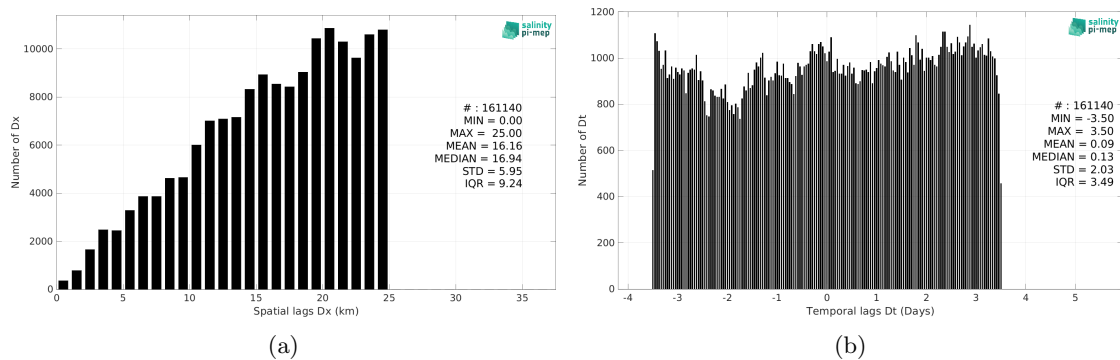 salinity
pi-mep
10000
8000
6000
4000
2000
0
Number of Dx
# : 161140
MIN = 0.00
MAX = 25.00
MEAN = 16.16
MEDIAN = 16.94
STD = 5.95
IQR = 9.24
0 5 10 15 20 25 30 35
Spatial lags Dx (km)
(a)
salinity
pi-mep
1200
1000
800
600
400
200
0
Number of Dt
# : 161140
MIN = -3.50
MAX = 3.50
MEAN = 0.09
MEDIAN = 0.13
STD = 2.03
IQR = 3.49
-4 -3 -2 -1 0 1 2 3 4 5
Temporal lags Dt (Days)
(b)